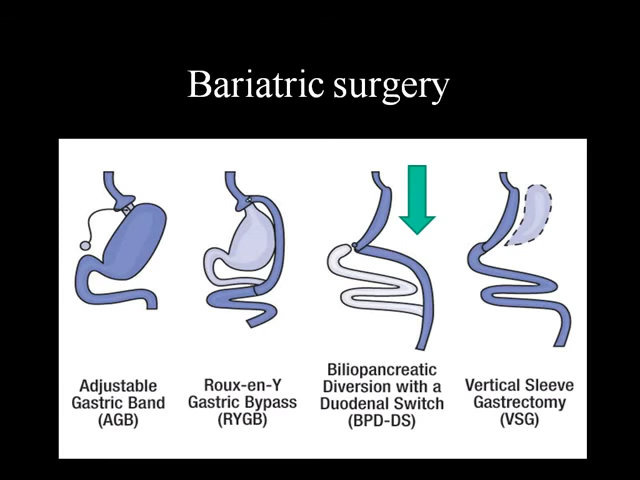 Bariatric surgery
Adjustable
Gastric Band
(AGB)
Roux-en-Y
Gastric Bypass
(RYGB)
Biliopancreatic
Diversion with a
Duodenal Switch
(BPD-DS)
Vertical Sleeve
Gastrectomy
(VSG)